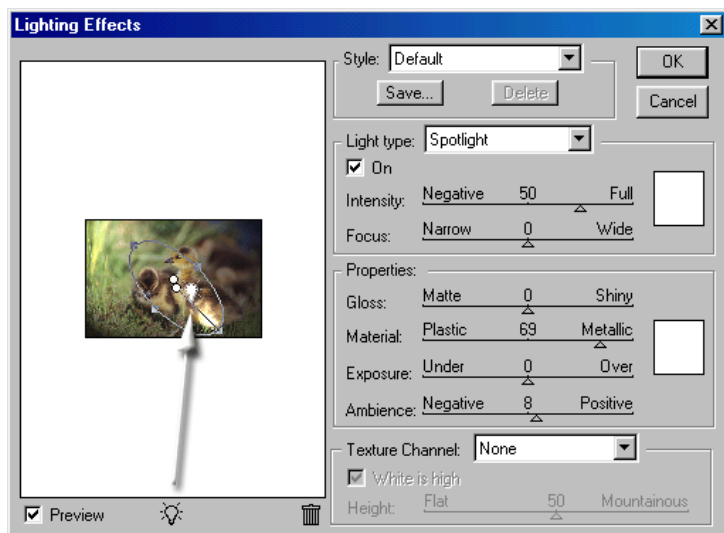 Lighting Effects
Style: Default
OK
Save...
Delete
Cancel
Light type: Spotlight
On
Intensity: Negative 50 Full
Focus: Narrow 0 Wide
Properties:
Gloss: Matte 0 Shiny
Material: Plastic 69 Metallic
Exposure: Under 0 Over
Ambience: Negative 8 Positive
Texture Channel: None
White is high
Height: Flat 50 Mountainous
Preview